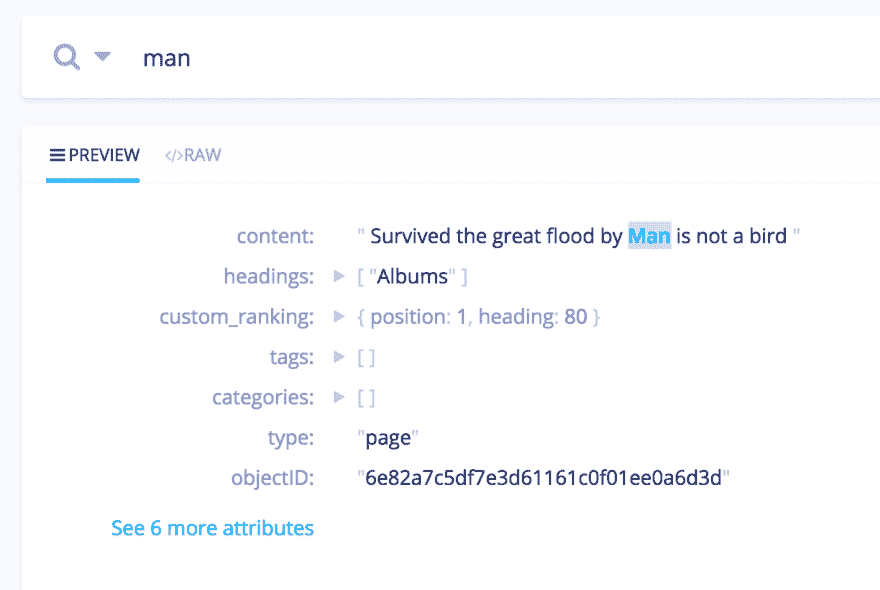 man
PREVIEW </>RAW
content: " Survived the great flood by Man is not a bird "
headings: [ "Albums" ]
custom_ranking: { position: 1, heading: 80 }
tags: [ ]
categories: [ ]
type: "page"
objectID: "6e82a7c5df7e3d61161c0f01ee0a6d3d"
See 6 more attributes